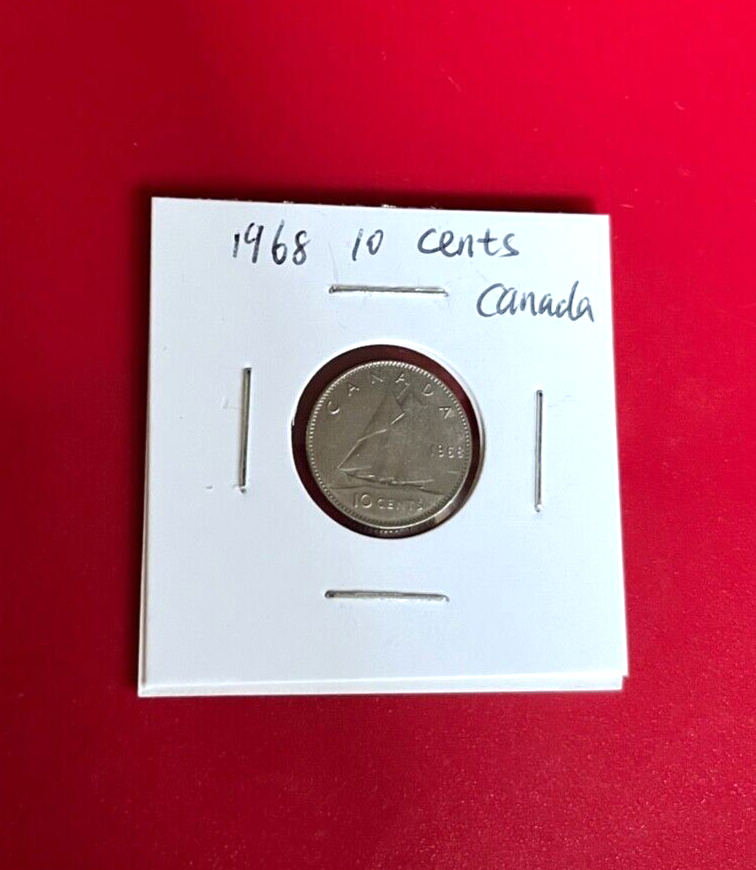 1968 10 cents
Canada
CANADA
1968
10 CENTS